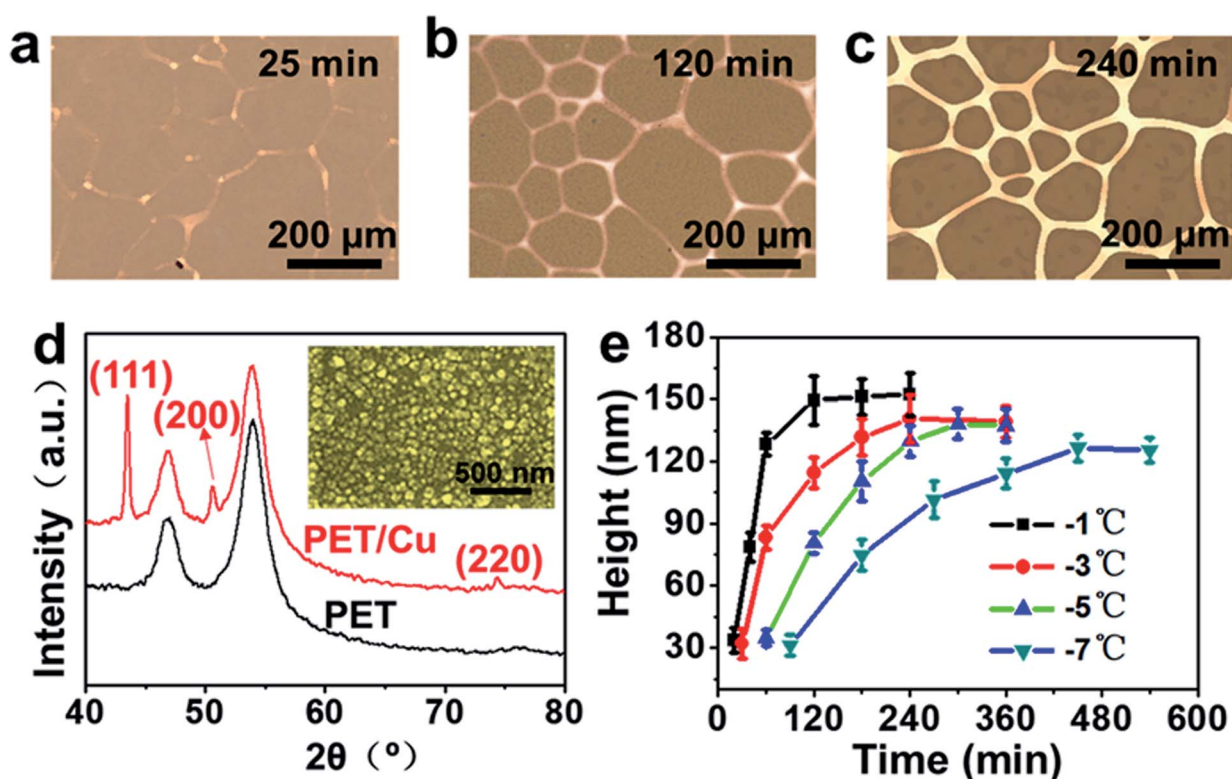 a
25 min
200 µm
b
120 min
200 µm
c
240 min
200 µm
d
Intensity（a.u.）
(111)
(200)
500 nm
PET/Cu
(220)
PET
40 50 60 70 80
2θ（º）
e
Height (nm)
180
150
120
90
60
30
-1℃
-3℃
-5℃
-7℃
0 120 240 360 480 600
Time (min)